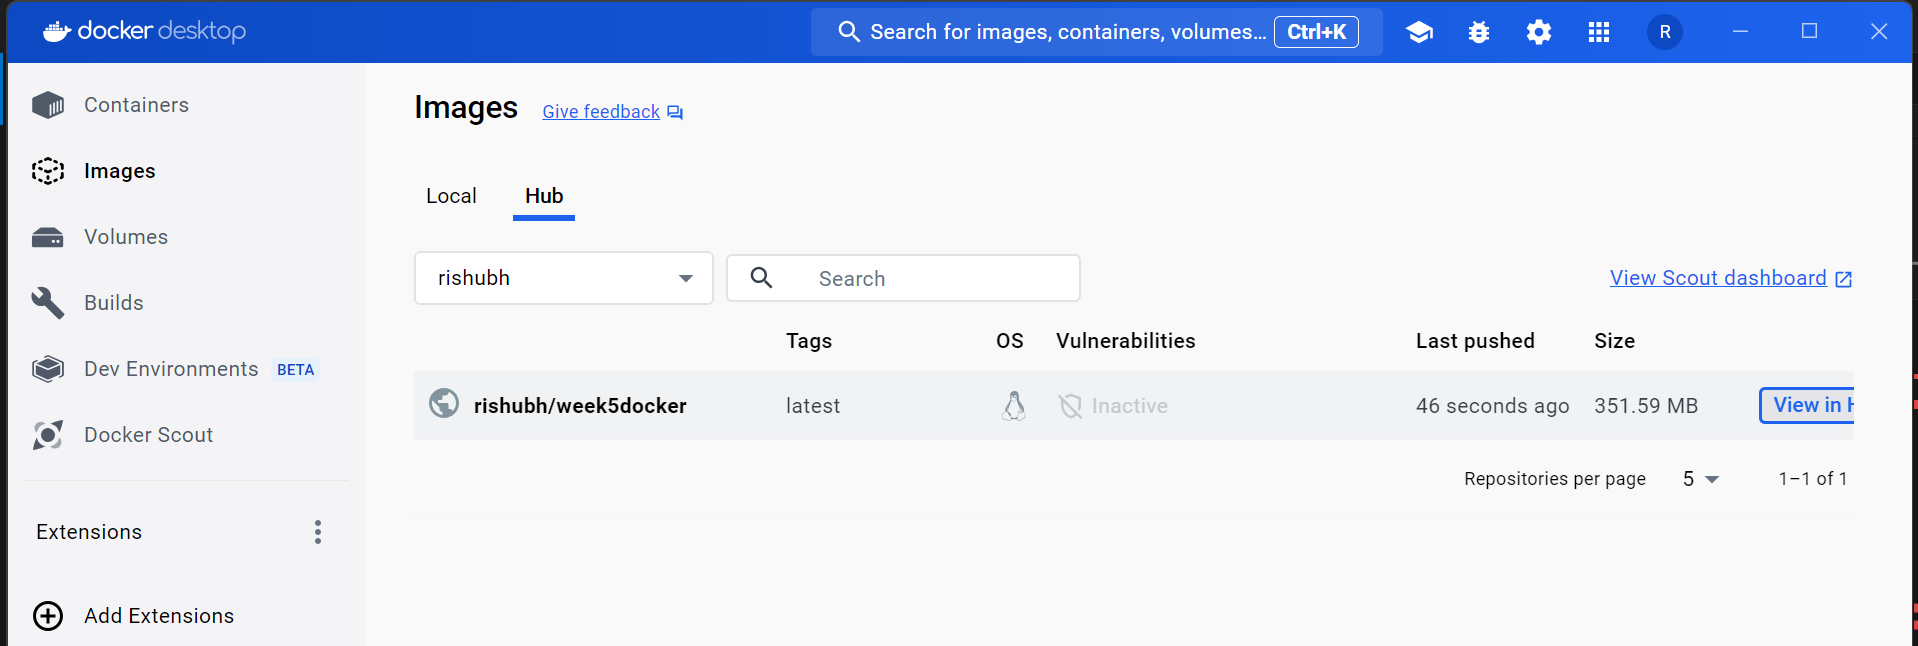 docker desktop
Search for images, containers, volumes... Ctrl+K
R
Containers
Images
Volumes
Builds
Dev Environments BETA
Docker Scout
Extensions
Add Extensions
Images Give feedback
Local Hub
rishubh
Search
View Scout dashboard
Tags OS Vulnerabilities Last pushed Size
rishubh/week5docker latest Inactive 46 seconds ago 351.59 MB View in
Repositories per page 5 1–1 of 1